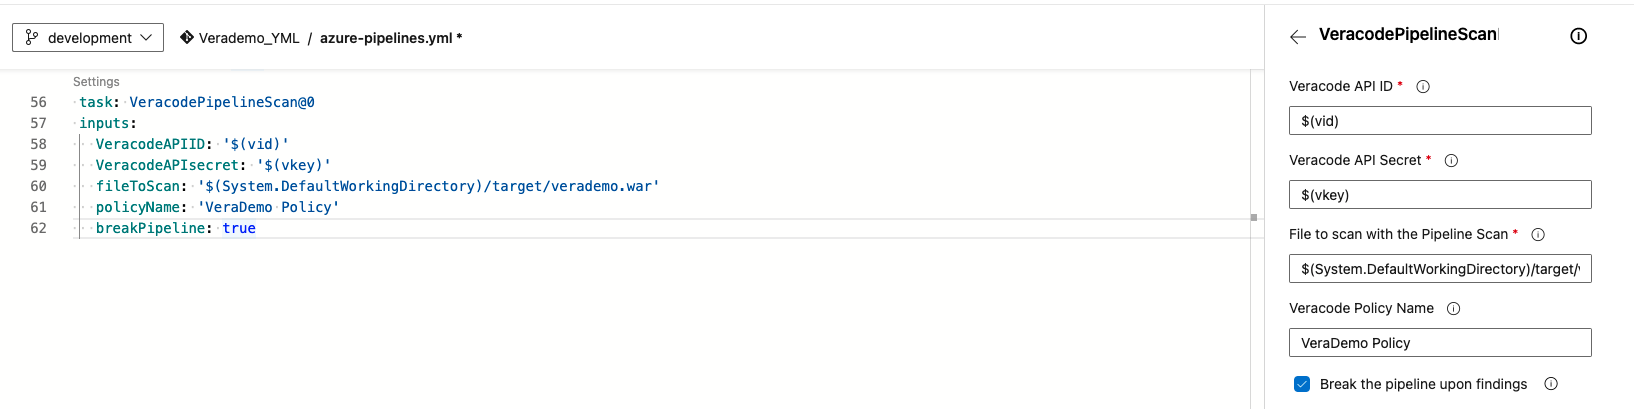 development
Verademo_YML / azure-pipelines.yml *
Settings
56 task: VeracodePipelineScan@0
57 inputs:
58 VeracodeAPIID: '$(vid)'
59 VeracodeAPIsecret: '$(vkey)'
60 fileToScan: '$(System.DefaultWorkingDirectory)/target/verademo.war'
61 policyName: 'VeraDemo Policy'
62 breakPipeline: true
VeracodePipelineScan
Veracode API ID *
$(vid)
Veracode API Secret *
$(vkey)
File to scan with the Pipeline Scan *
$(System.DefaultWorkingDirectory)/target/
Veracode Policy Name
VeraDemo Policy
Break the pipeline upon findings